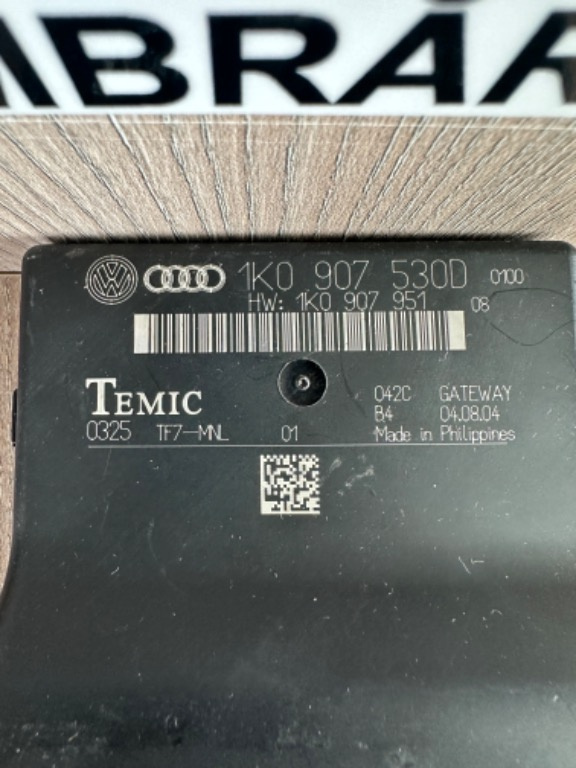 MBRÅR
1K0 907 530D 0100
HW: 1K0 907 951 08
TEMIC 042C GATEWAY
B4 04.08.04
0325 TF7-MNL 01 Made in Philippines